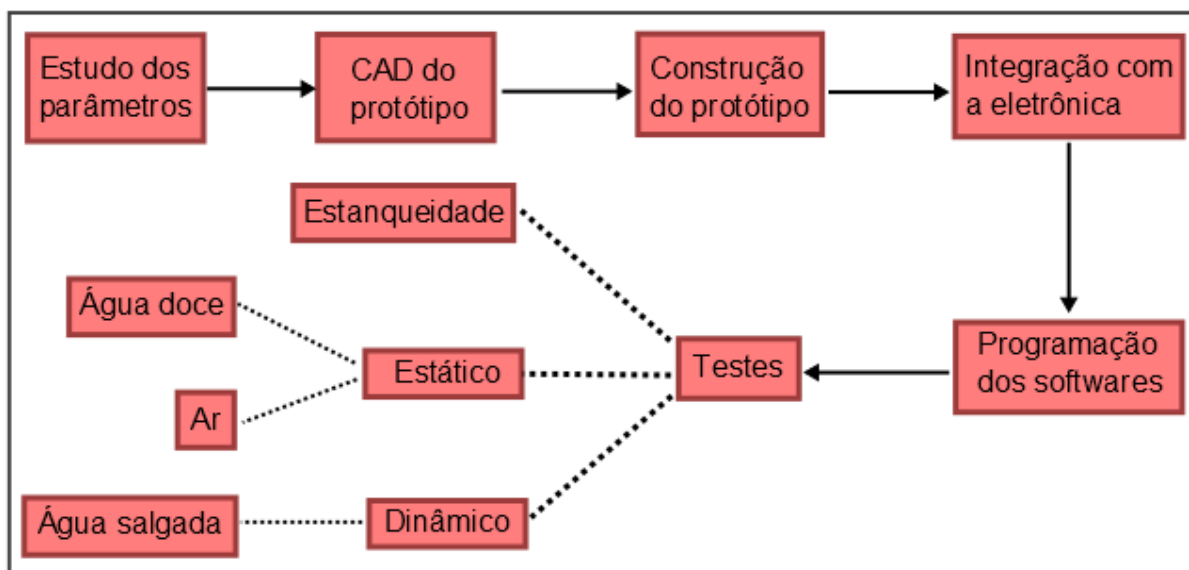 Estudo dos
parâmetros
CAD do
protótipo
Construção
do protótipo
Integração com
a eletrônica
Estanqueidade
Água doce
Estático
Testes
Programação
dos softwares
Ar
Água salgada
Dinâmico